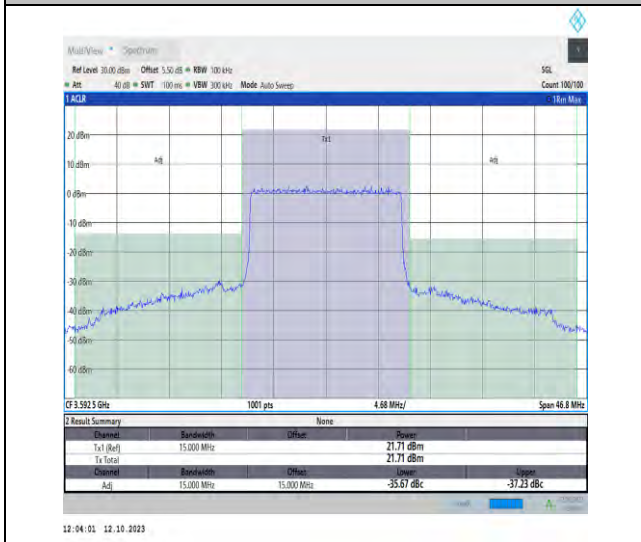 MultiView Spectrum
Ref Level 30.00 dBm Offset 5.50 dB RBW 100 kHz SGL
Att 40 dB SWT 100 ms VBW 300 kHz Mode Auto Sweep Count 100/100
1 ACLR 1Rm Max
Tx1
20 dBm
Adj Adj
10 dBm
0 dBm
-10 dBm
-20 dBm
-30 dBm
-40 dBm
-50 dBm
-60 dBm
CF 3.592 5 GHz 1001 pts 4.68 MHz/ Span 46.8 MHz
2 Result Summary None
Channel Bandwidth Offset Power
Tx1 (Ref) 15.000 MHz 21.71 dBm
Tx Total 21.71 dBm
Channel Bandwidth Offset Lower Upper
Adj 15.000 MHz 15.000 MHz -35.67 dBc -37.23 dBc
12:04:01 12.10.2023